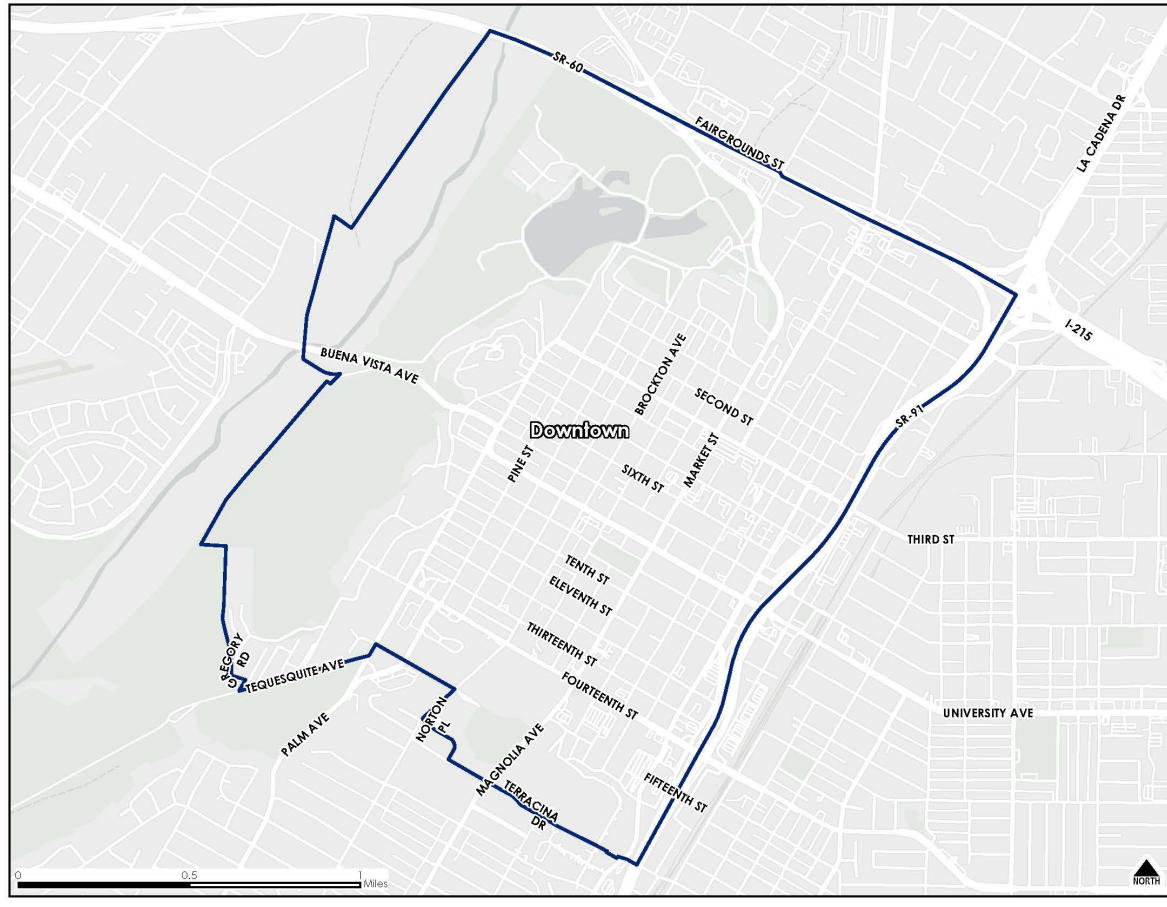 SR-60
FAIRGROUNDS ST
LA CADENA DR
I-215
BUENA VISTA AVE
BROCKTON AVE
SECOND ST
SR-91
Downtown
MARKET ST
PINE ST
SIXTH ST
THIRD ST
TENTH ST
ELEVENTH ST
THIRTEENTH ST
GREGORY
RD
TEQUESQUITE AVE
FOURTEENTH ST
NORTON
PL
UNIVERSITY AVE
PALM AVE
MAGNOLIA AVE
FIFTEENTH ST
TERRACINA
DR
0 0.5 1
Miles
NORTH